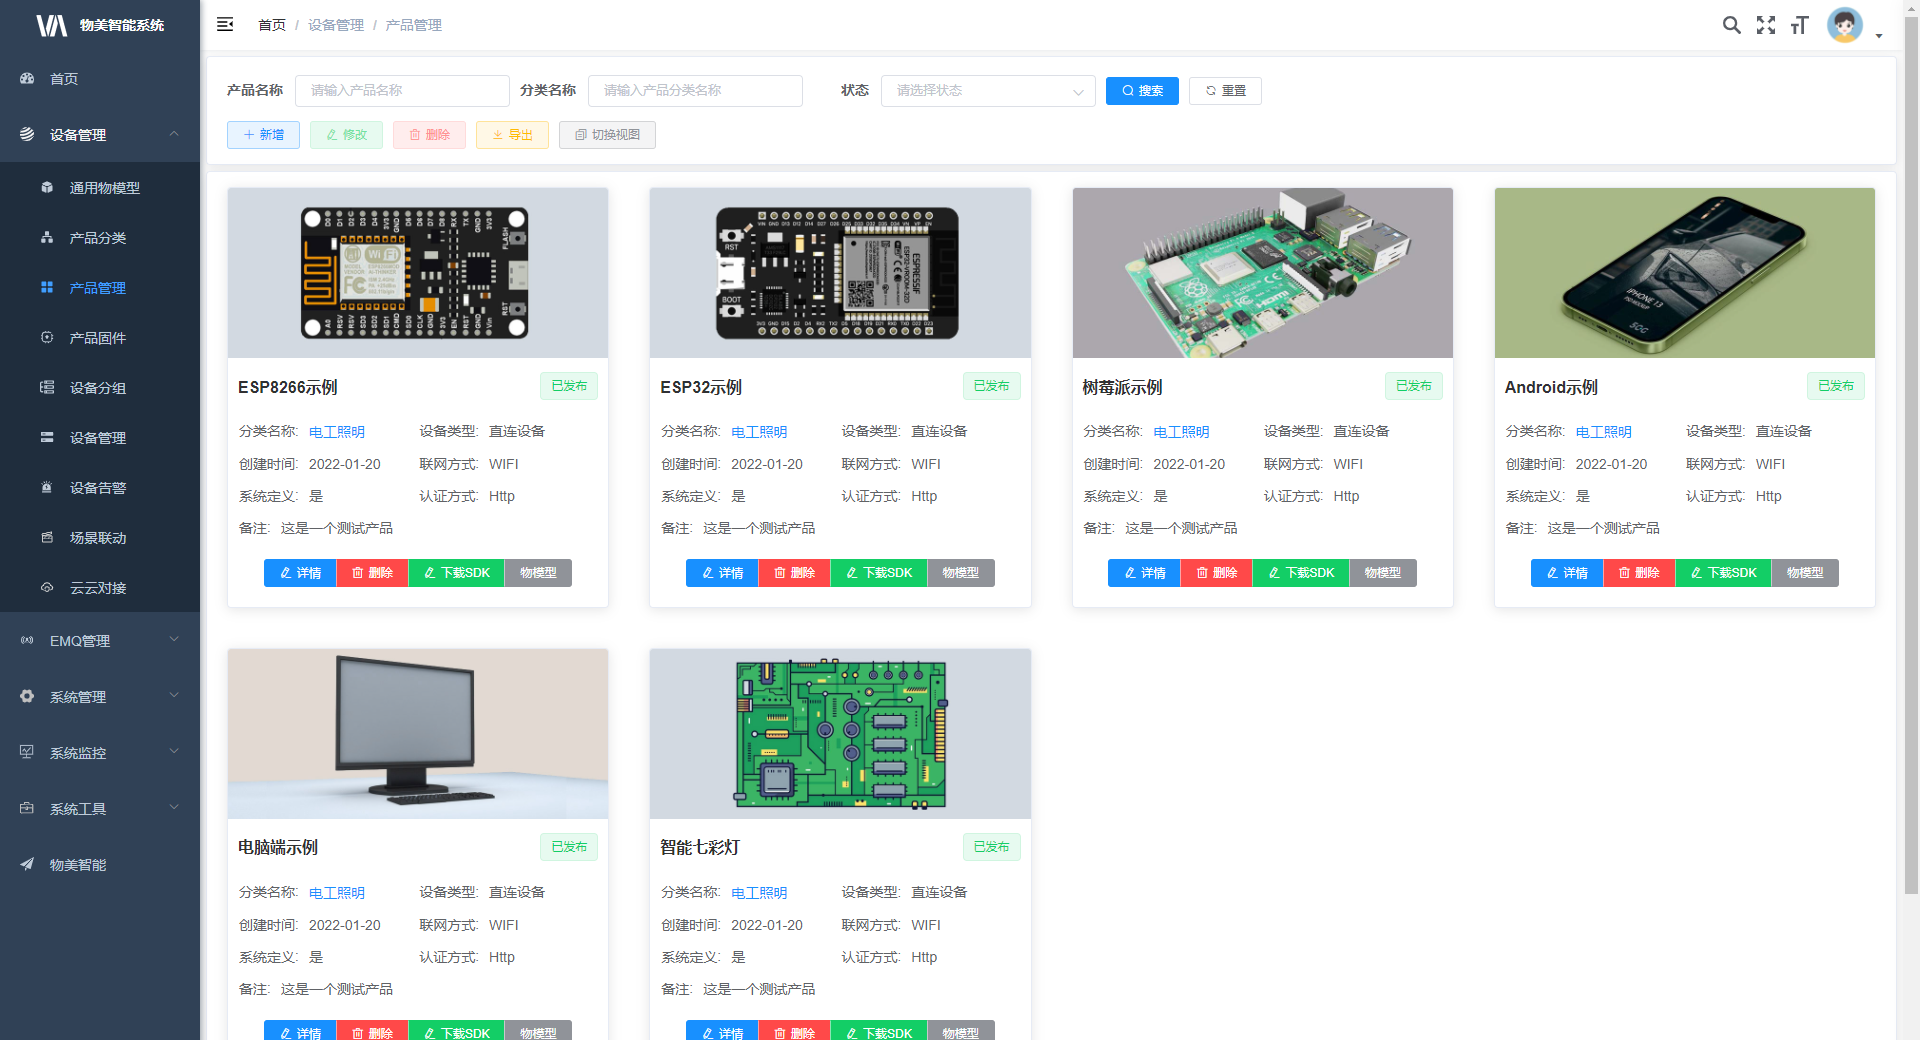 物美智能系统
首页
设备管理
通用物模型
产品分类
产品管理
产品固件
设备分组
设备管理
设备告警
场景联动
云云对接
EMQ管理
系统管理
系统监控
系统工具
物美智能
首页 / 设备管理 / 产品管理
产品名称 请输入产品名称 分类名称 请输入产品分类名称 状态 请选择状态 搜索 重置
新增 修改 删除 导出 切换视图
ESP8266示例 已发布
分类名称: 电工照明 设备类型: 直连设备
创建时间: 2022-01-20 联网方式: WIFI
系统定义: 是 认证方式: Http
备注: 这是一个测试产品
详情 删除 下载SDK 物模型
RST
BOOT
ESPRESSIF
ESP32示例 已发布
分类名称: 电工照明 设备类型: 直连设备
创建时间: 2022-01-20 联网方式: WIFI
系统定义: 是 认证方式: Http
备注: 这是一个测试产品
详情 删除 下载SDK 物模型
HDMI
树莓派示例 已发布
分类名称: 电工照明 设备类型: 直连设备
创建时间: 2022-01-20 联网方式: WIFI
系统定义: 是 认证方式: Http
备注: 这是一个测试产品
详情 删除 下载SDK 物模型
IPHONE 13
Android示例 已发布
分类名称: 电工照明 设备类型: 直连设备
创建时间: 2022-01-20 联网方式: WIFI
系统定义: 是 认证方式: Http
备注: 这是一个测试产品
详情 删除 下载SDK 物模型
电脑端示例 已发布
分类名称: 电工照明 设备类型: 直连设备
创建时间: 2022-01-20 联网方式: WIFI
系统定义: 是 认证方式: Http
备注: 这是一个测试产品
详情 删除 下载SDK 物模型
智能七彩灯 已发布
分类名称: 电工照明 设备类型: 直连设备
创建时间: 2022-01-20 联网方式: WIFI
系统定义: 是 认证方式: Http
备注: 这是一个测试产品
详情 删除 下载SDK 物模型